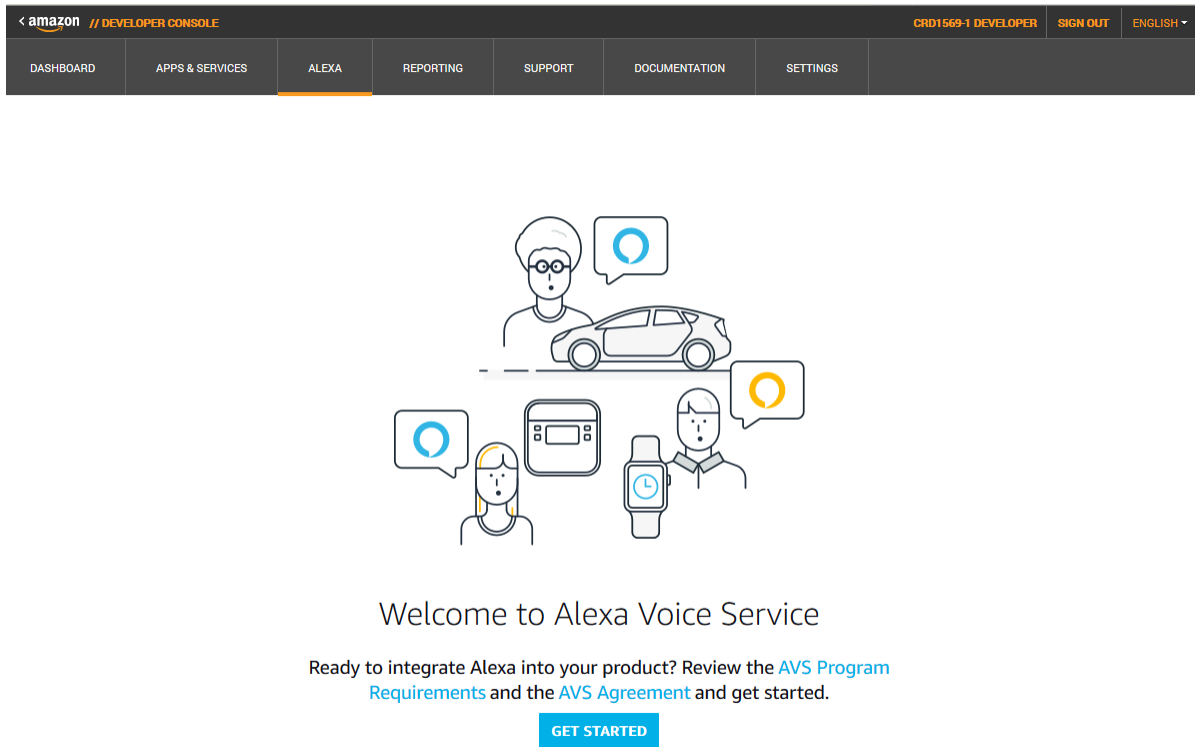 < amazon // DEVELOPER CONSOLE CRD1569-1 DEVELOPER SIGN OUT ENGLISH
DASHBOARD APPS & SERVICES ALEXA REPORTING SUPPORT DOCUMENTATION SETTINGS
Welcome to Alexa Voice Service
Ready to integrate Alexa into your product? Review the AVS Program
Requirements and the AVS Agreement and get started.
GET STARTED